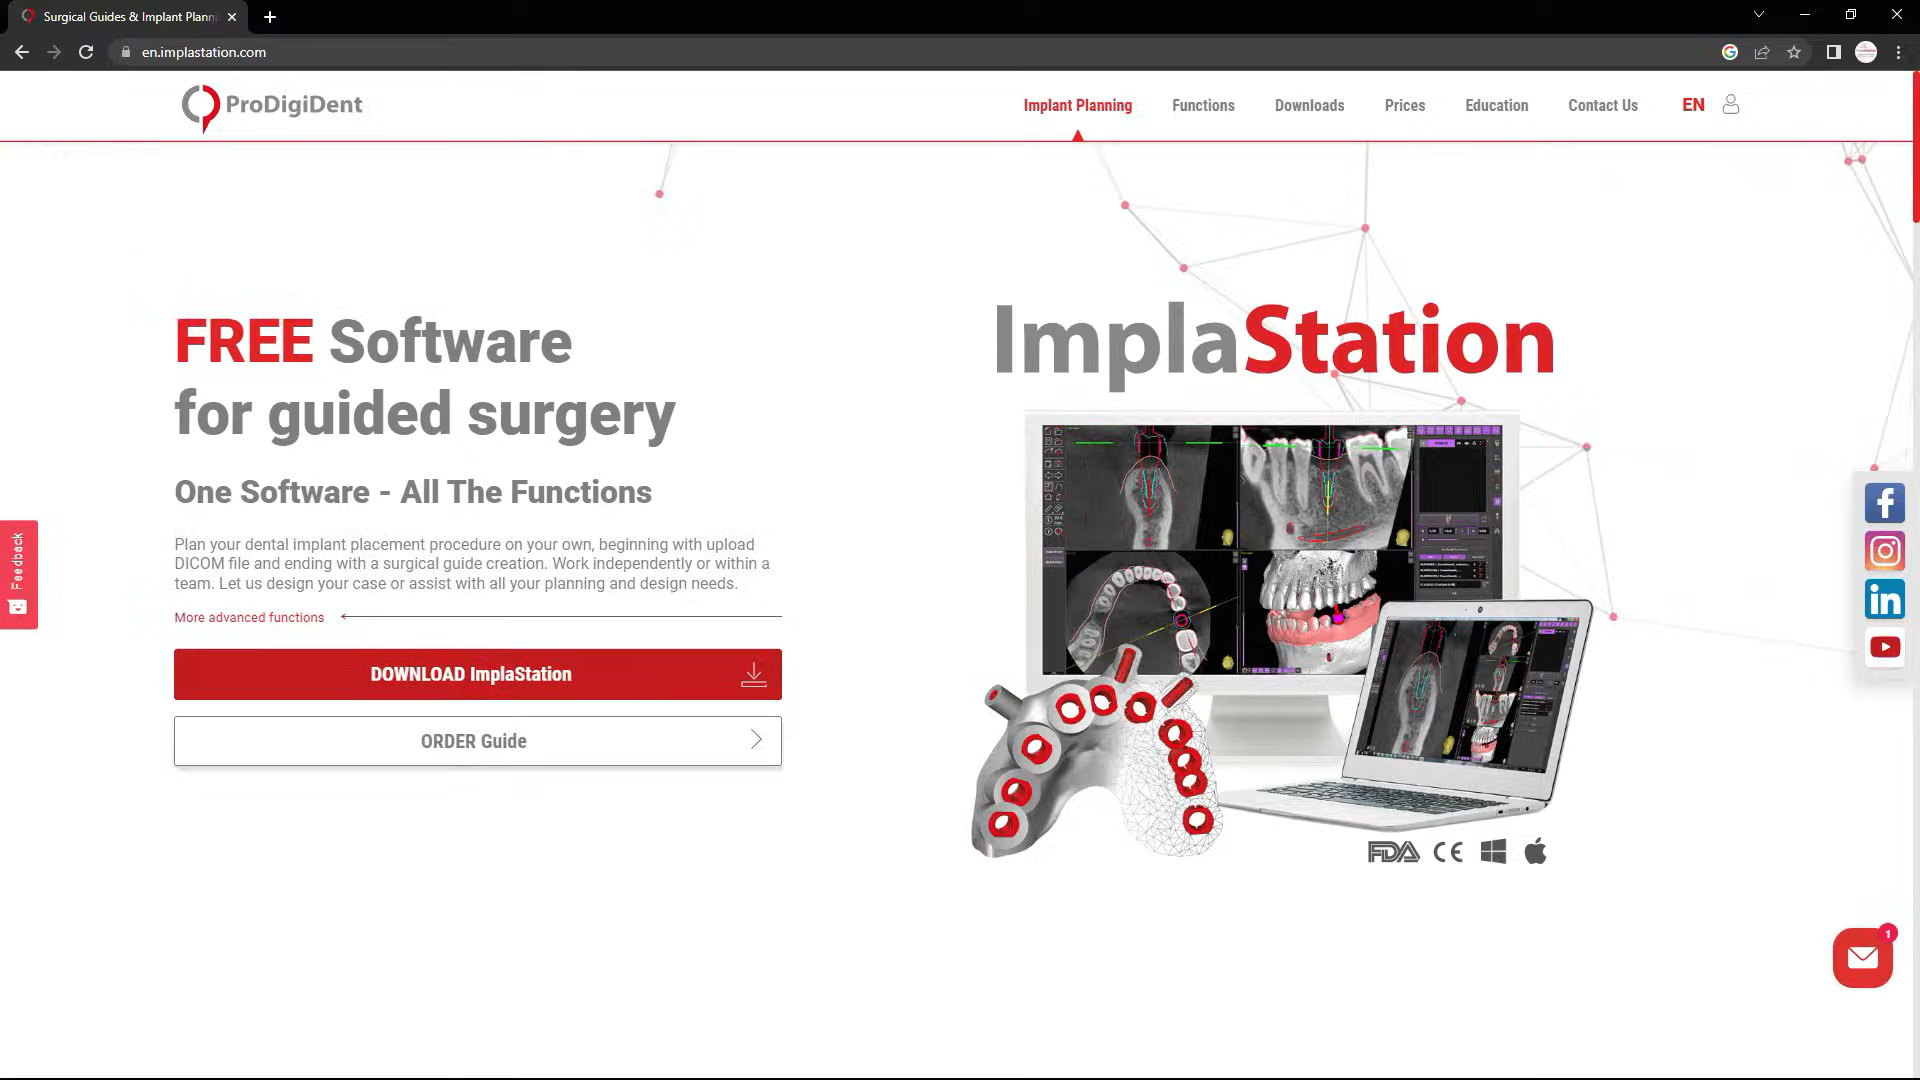 Surgical Guides & Implant Plann
en.implastation.com
ProDigiDent
Implant Planning
Functions
Downloads
Prices
Education
Contact Us
EN
FREE Software
for guided surgery
One Software - All The Functions
Plan your dental implant placement procedure on your own, beginning with upload
DICOM file and ending with a surgical guide creation. Work independently or within a
team. Let us design your case or assist with all your planning and design needs.
More advanced functions
DOWNLOAD ImplaStation
ORDER Guide
ImplaStation
FDA CE
Feedback
f
in
1